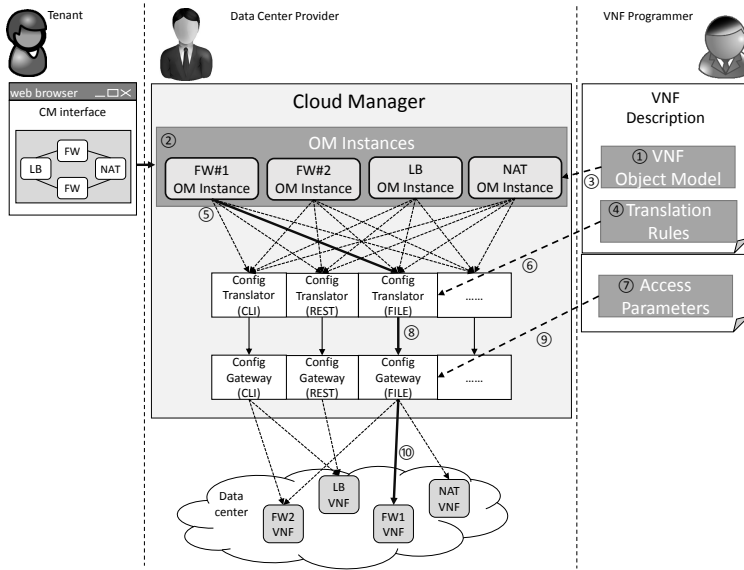 Tenant
Data Center Provider
VNF Programmer
web browser
CM interface
FW
LB
NAT
FW
Cloud Manager
② OM Instances
FW#1
OM Instance
FW#2
OM Instance
LB
OM Instance
NAT
OM Instance
VNF
Description
① VNF
Object Model
③
④ Translation
Rules
⑤
⑥
Config
Translator
(CLI)
Config
Translator
(REST)
Config
Translator
(FILE)
......
⑦ Access
Parameters
⑧
⑨
Config
Gateway
(CLI)
Config
Gateway
(REST)
Config
Gateway
(FILE)
......
⑩
Data
center
LB
VNF
NAT
VNF
FW2
VNF
FW1
VNF